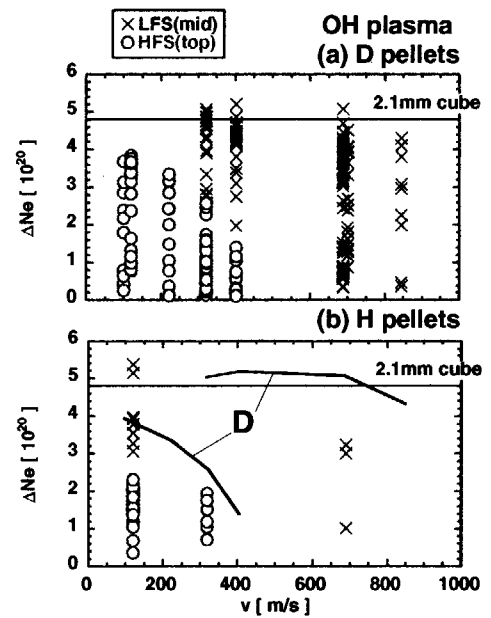 × LFS(mid)
○ HFS(top)
OH plasma
(a) D pellets
6
5
4
3
2
1
0
ΔNe [ 10²⁰ ]
2.1mm cube
(b) H pellets
6
5
4
3
2
1
0
ΔNe [ 10²⁰ ]
2.1mm cube
D
0 200 400 600 800 1000
v [ m/s ]